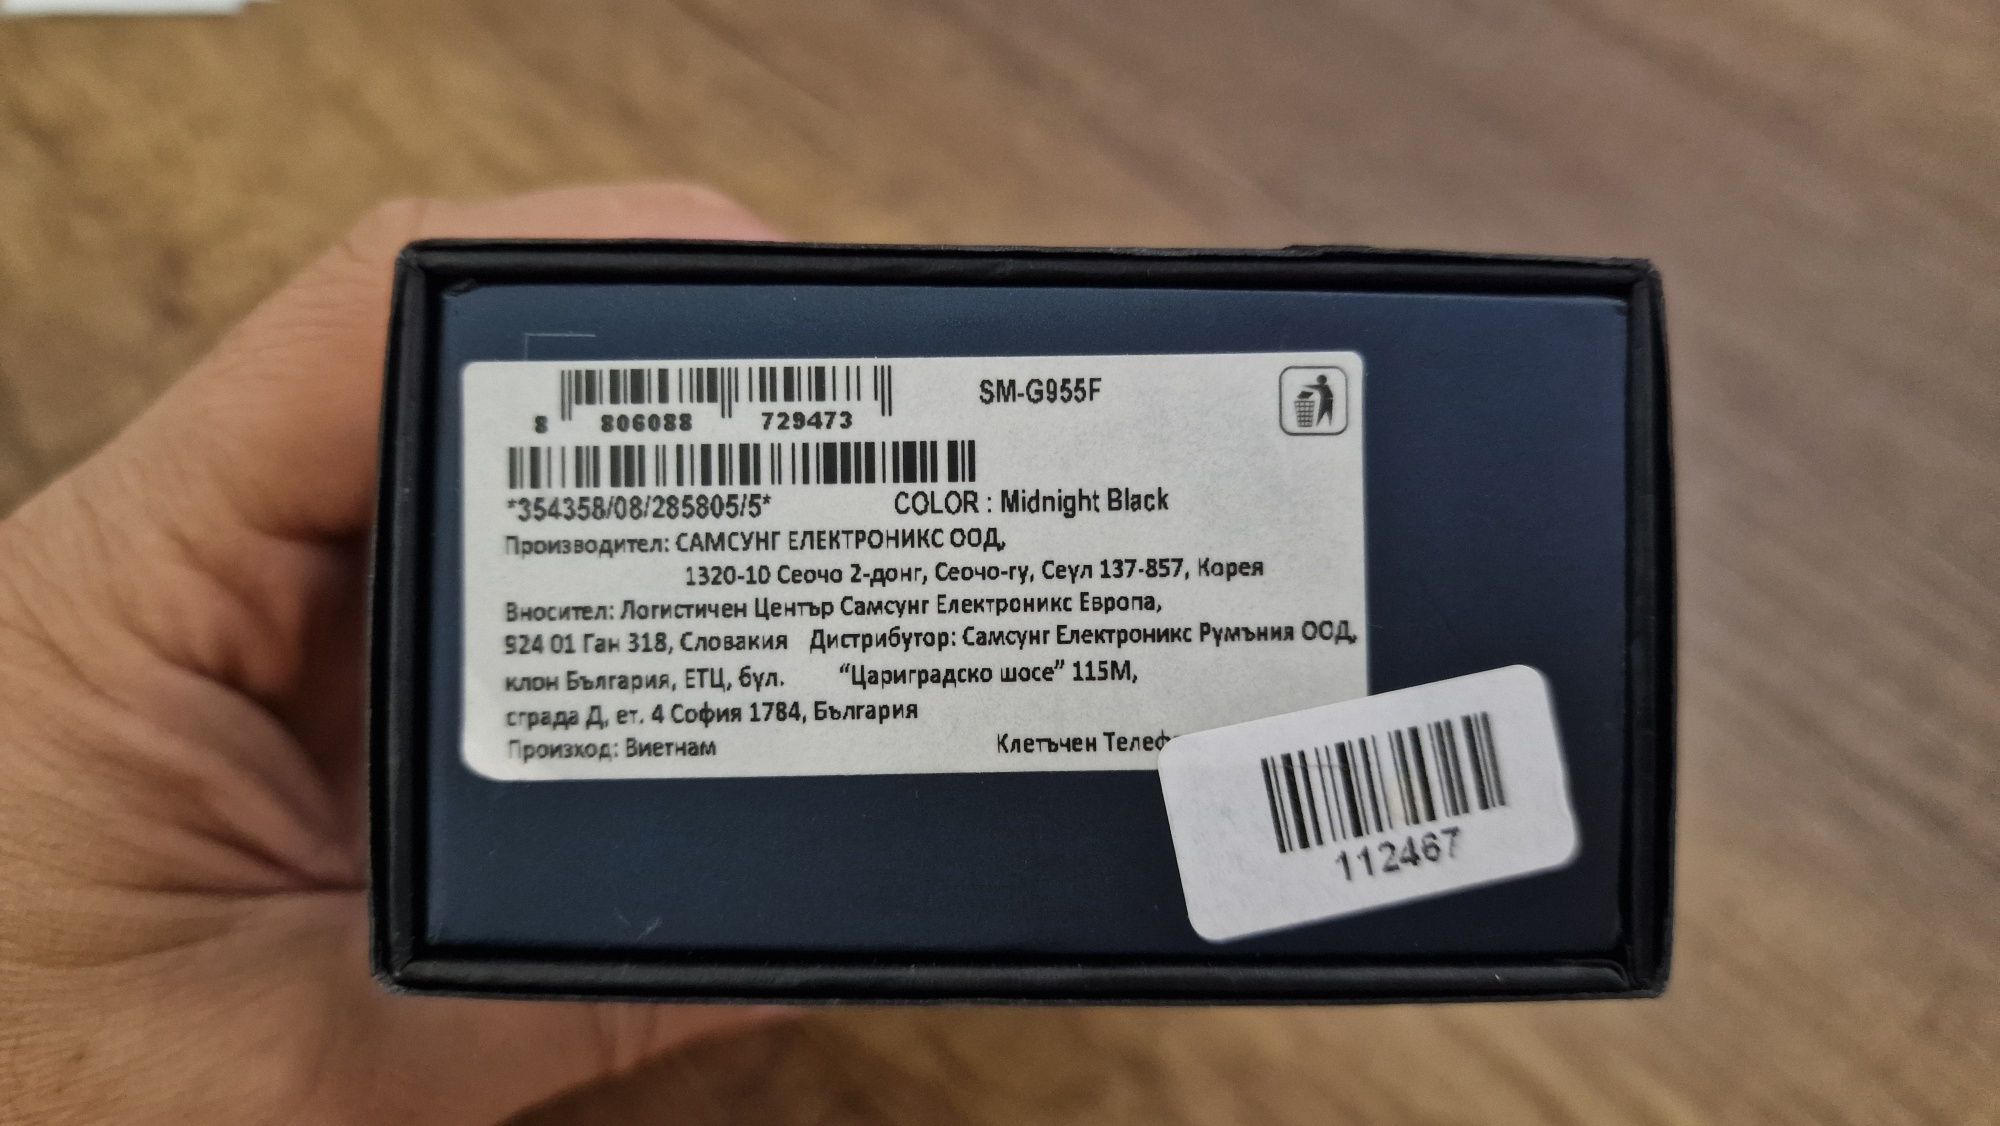 8 806088 729473
SM-G955F
*354358/08/285805/5*
COLOR : Midnight Black
Производител: САМСУНГ ЕЛЕКТРОНИКС ООД,
1320-10 Сеочо 2-донг, Сеочо-гу, Сеул 137-857, Корея
Вносител: Логистичен Център Самсунг Електроникс Европа,
924 01 Ган 318, Словакия Дистрибутор: Самсунг Електроникс Румъния ООД,
клон България, ЕТЦ, бул. “Цариградско шосе” 115М,
сграда Д, ет. 4 София 1784, България
Произход: Виетнам
Клетъчен
112467